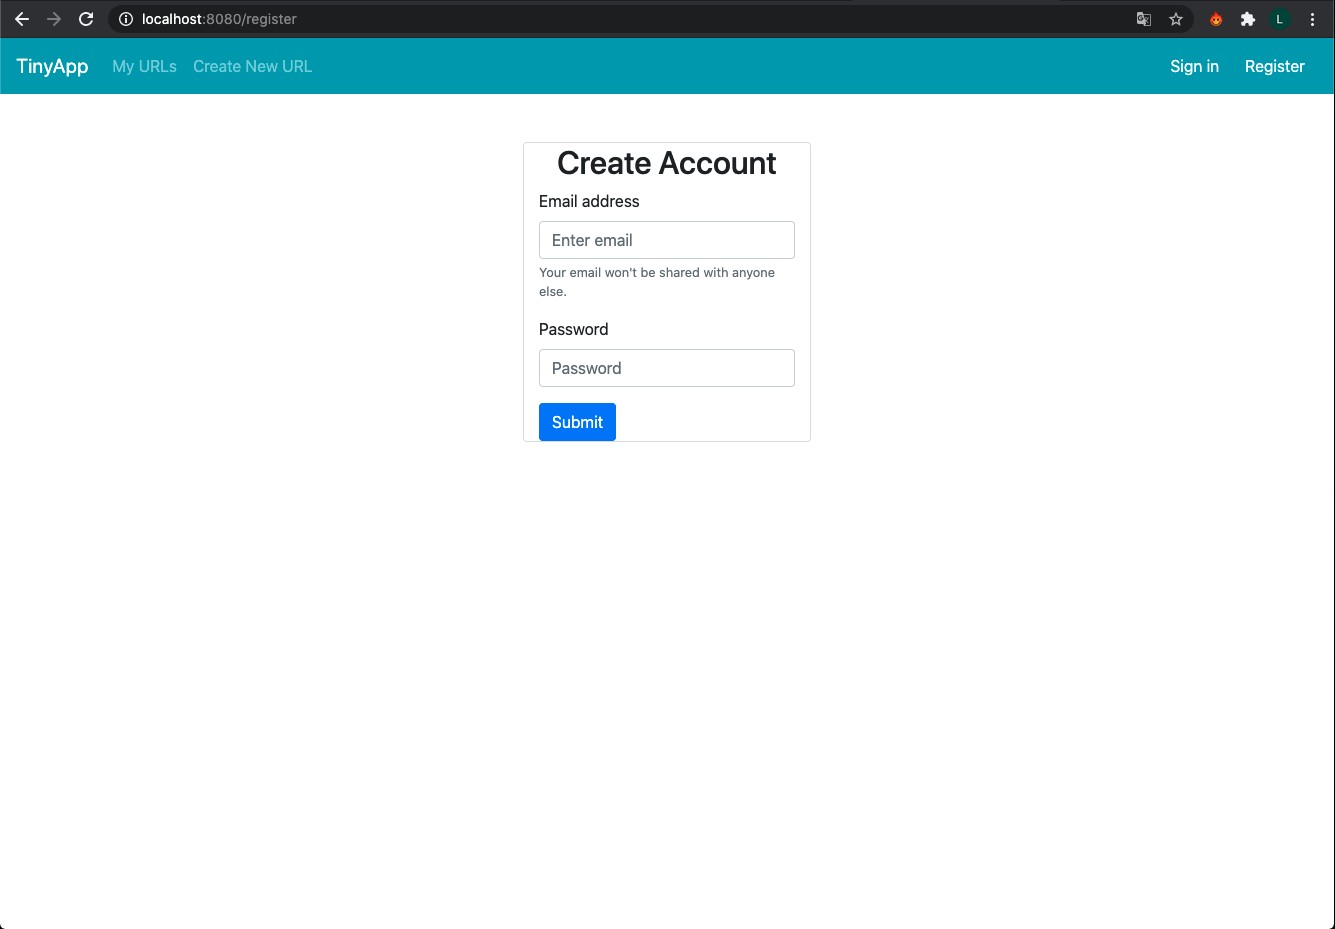 localhost:8080/register
L
TinyApp My URLs Create New URL Sign in Register
Create Account
Email address
Enter email
Your email won't be shared with anyone
else.
Password
Password
Submit